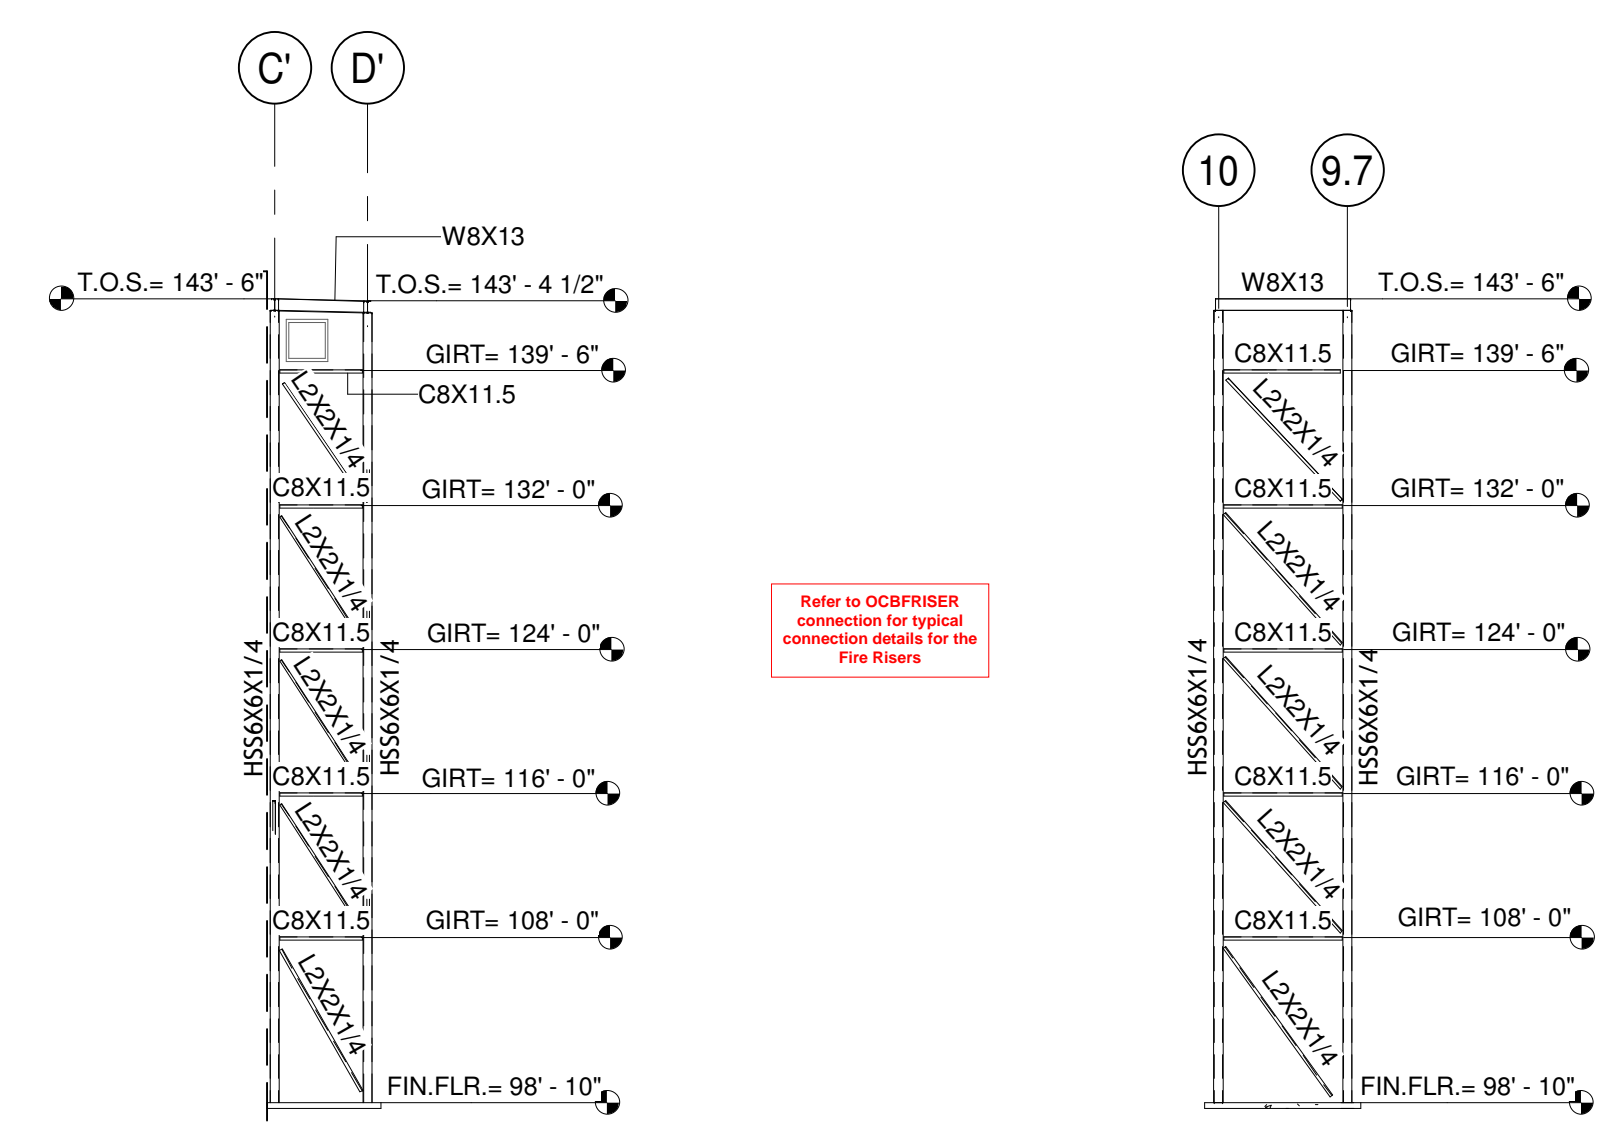 C'
D'
W8X13
T.O.S.= 143' - 6"
T.O.S.= 143' - 4 1/2"
GIRT= 139' - 6"
C8X11.5
L2X2X1/4
C8X11.5
GIRT= 132' - 0"
L2X2X1/4
C8X11.5
GIRT= 124' - 0"
HSS6X6X1/4
L2X2X1/4
HSS6X6X1/4
C8X11.5
GIRT= 116' - 0"
L2X2X1/4
C8X11.5
GIRT= 108' - 0"
L2X2X1/4
FIN.FLR.= 98' - 10"
Refer to OCBFRISER
connection for typical
connection details for the
Fire Risers
10
9.7
W8X13
T.O.S.= 143' - 6"
C8X11.5
GIRT= 139' - 6"
L2X2X1/4
C8X11.5
GIRT= 132' - 0"
L2X2X1/4
C8X11.5
GIRT= 124' - 0"
HSS6X6X1/4
L2X2X1/4
HSS6X6X1/4
C8X11.5
GIRT= 116' - 0"
L2X2X1/4
C8X11.5
GIRT= 108' - 0"
L2X2X1/4
FIN.FLR.= 98' - 10"